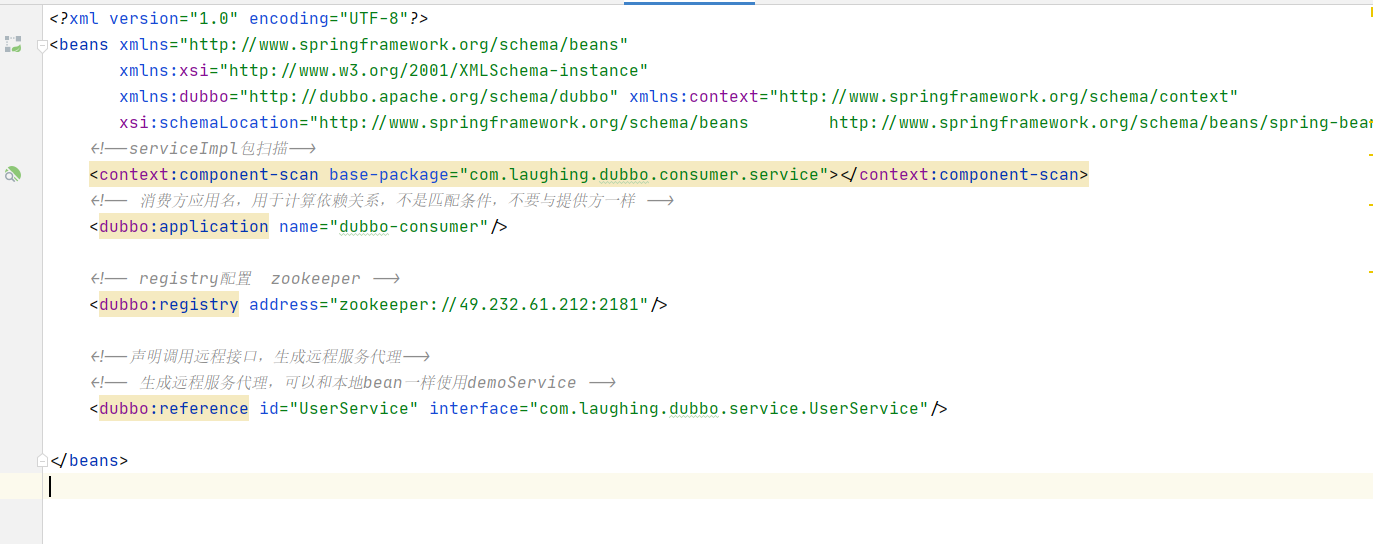 <?xml version="1.0" encoding="UTF-8"?>
<beans xmlns="http://www.springframework.org/schema/beans"
xmlns:xsi="http://www.w3.org/2001/XMLSchema-instance"
xmlns:dubbo="http://dubbo.apache.org/schema/dubbo" xmlns:context="http://www.springframework.org/schema/context"
xsi:schemaLocation="http://www.springframework.org/schema/beans        http://www.springframework.org/schema/beans/spring-bean
<!--serviceImpl包扫描-->
<context:component-scan base-package="com.laughing.dubbo.consumer.service"></context:component-scan>
<!-- 消费方应用名，用于计算依赖关系，不是匹配条件，不要与提供方一样 -->
<dubbo:application name="dubbo-consumer"/>
<!-- registry配置  zookeeper -->
<dubbo:registry address="zookeeper://49.232.61.212:2181"/>
<!--声明调用远程接口，生成远程服务代理-->
<!-- 生成远程服务代理，可以和本地bean一样使用demoService -->
<dubbo:reference id="UserService" interface="com.laughing.dubbo.service.UserService"/>
</beans>